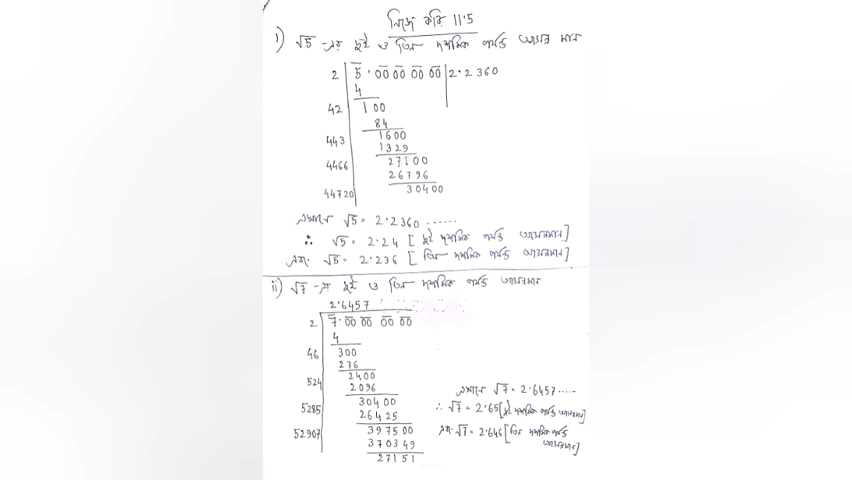 নিজে করি 11.5
i) √5 -এর দুই ও তিন দশমিক পর্যন্ত আসন্ন মান
2 | 5.00 00 00 00 | 2.2360
4
42 | 100
84
443 | 1600
1329
4466 | 27100
26796
44720 | 30400
এখানে √5 = 2.2360 ......
∴ √5 = 2.24 [দুই দশমিক পর্যন্ত আসন্নমান]
এবং √5 = 2.236 [তিন দশমিক পর্যন্ত আসন্নমান]
ii) √7 -এর দুই ও তিন দশমিক পর্যন্ত আসন্নমান
2.6457
2 | 7.00 00 00 00
4
46 | 300
276
524 | 2400
2096
5285 | 30400
26425
52907 | 397500
370349
27151
এখানে √7 = 2.6457.....
∴ √7 = 2.65 [দুই দশমিক পর্যন্ত আসন্নমান]
এবং √7 = 2.646 [তিন দশমিক পর্যন্ত
আসন্নমান]